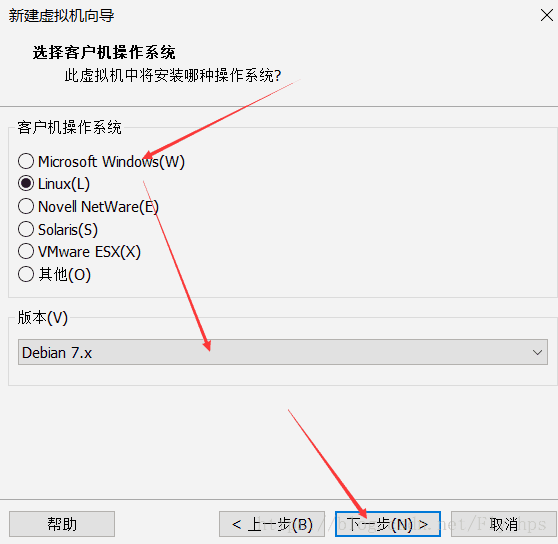 新建虚拟机向导
选择客户机操作系统
此虚拟机中将安装哪种操作系统?
客户机操作系统
Microsoft Windows(W)
Linux(L)
Novell NetWare(E)
Solaris(S)
VMware ESX(X)
其他(O)
版本(V)
Debian 7.x
帮助
< 上一步(B)
下一步(N) >
取消